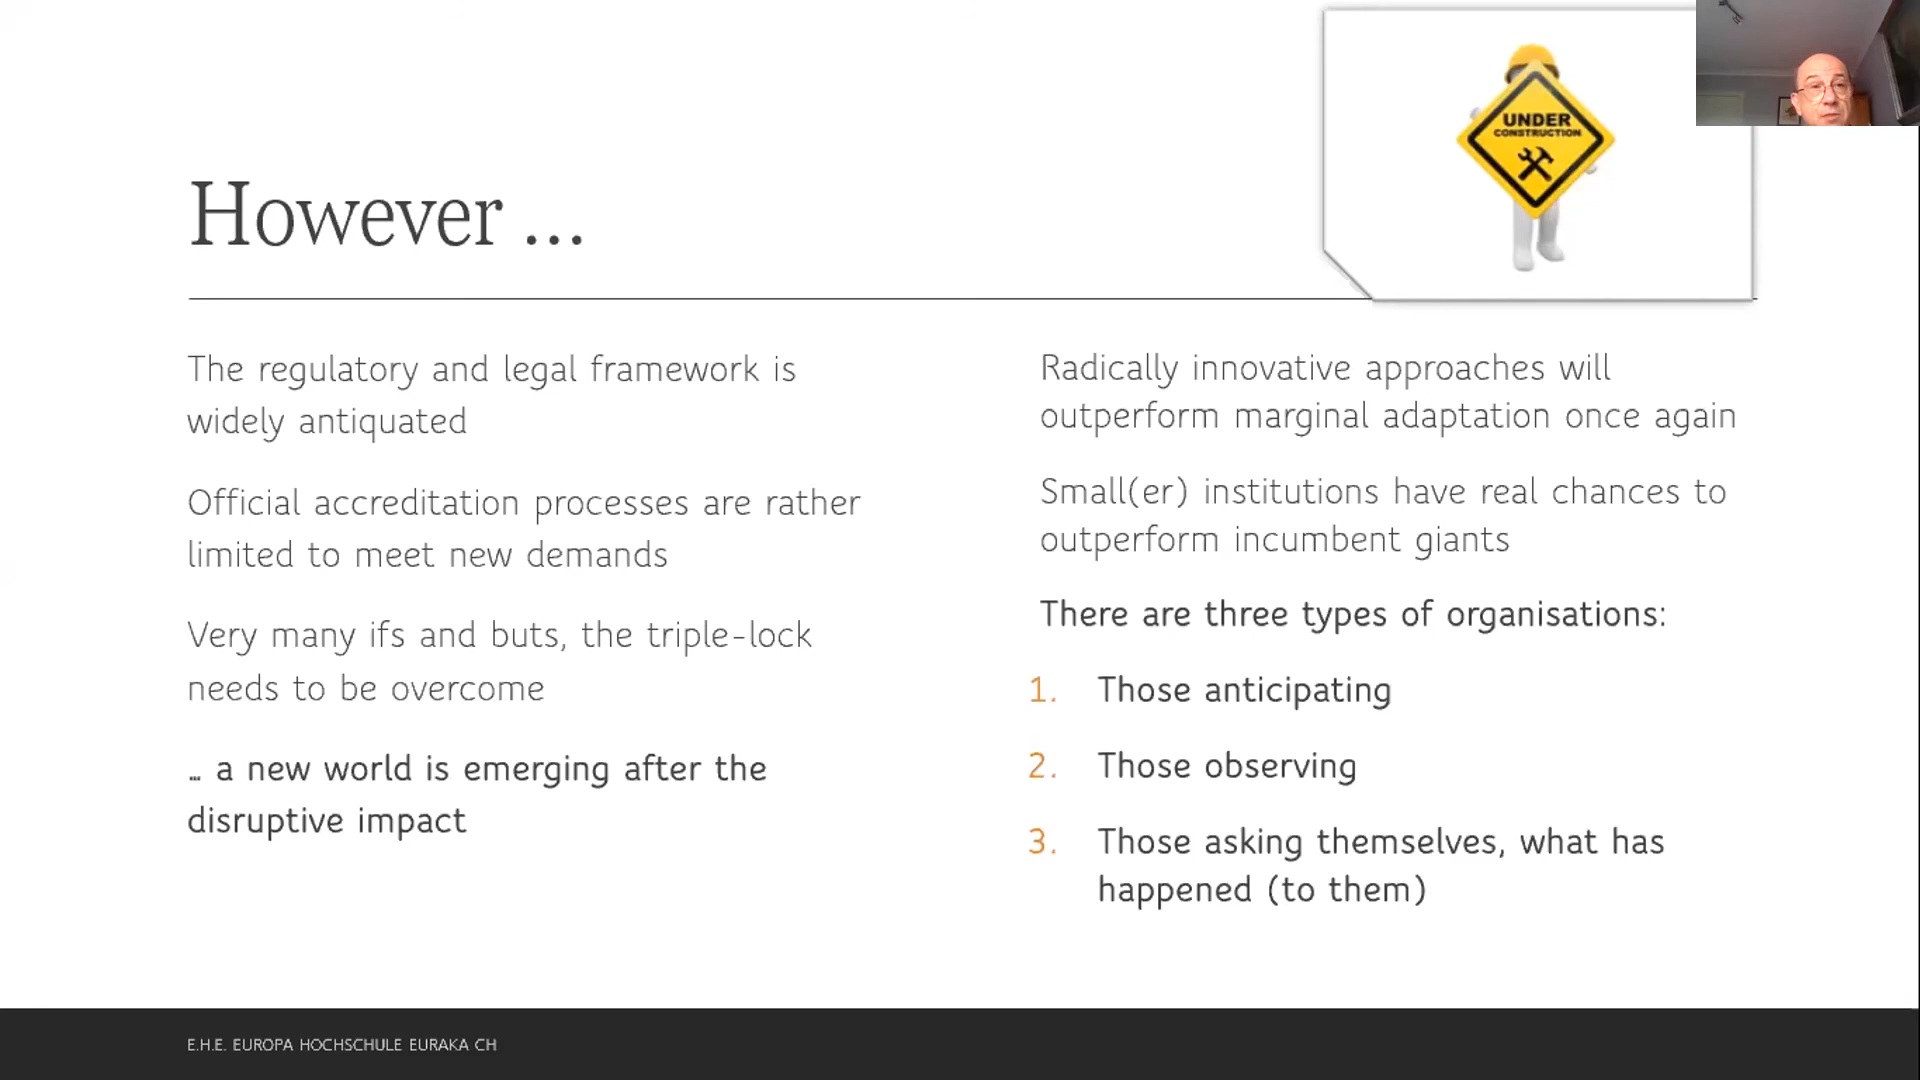 UNDER
CONSTRUCTION
However ...
The regulatory and legal framework is
widely antiquated
Official accreditation processes are rather
limited to meet new demands
Very many ifs and buts, the triple-lock
needs to be overcome
... a new world is emerging after the
disruptive impact
Radically innovative approaches will
outperform marginal adaptation once again
Small(er) institutions have real chances to
outperform incumbent giants
There are three types of organisations:
1. Those anticipating
2. Those observing
3. Those asking themselves, what has
happened (to them)
E.H.E. EUROPA HOCHSCHULE EURAKA CH